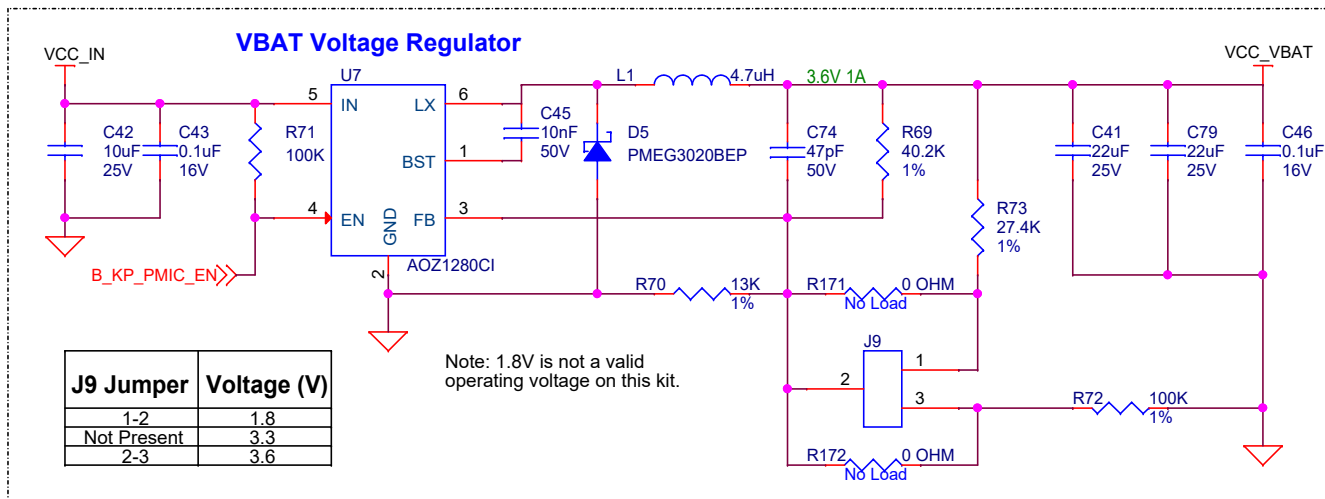 VBAT Voltage Regulator
VCC_IN
VCC_VBAT
U7
5
IN
LX
6
BST
1
4
EN
FB
3
GND
2
AOZ1280CI
C42
10uF
25V
C43
0.1uF
16V
R71
100K
B_KP_PMIC_EN
C45
10nF
50V
D5
PMEG3020BEP
L1
4.7uH
3.6V 1A
C74
47pF
50V
R69
40.2K
1%
R73
27.4K
1%
C41
22uF
25V
C79
22uF
25V
C46
0.1uF
16V
R70
13K
1%
R171
0 OHM
No Load
J9
1
2
3
R72
100K
1%
R172
0 OHM
No Load
Note: 1.8V is not a valid
operating voltage on this kit.
J9 Jumper Voltage (V)
1-2 1.8
Not Present 3.3
2-3 3.6